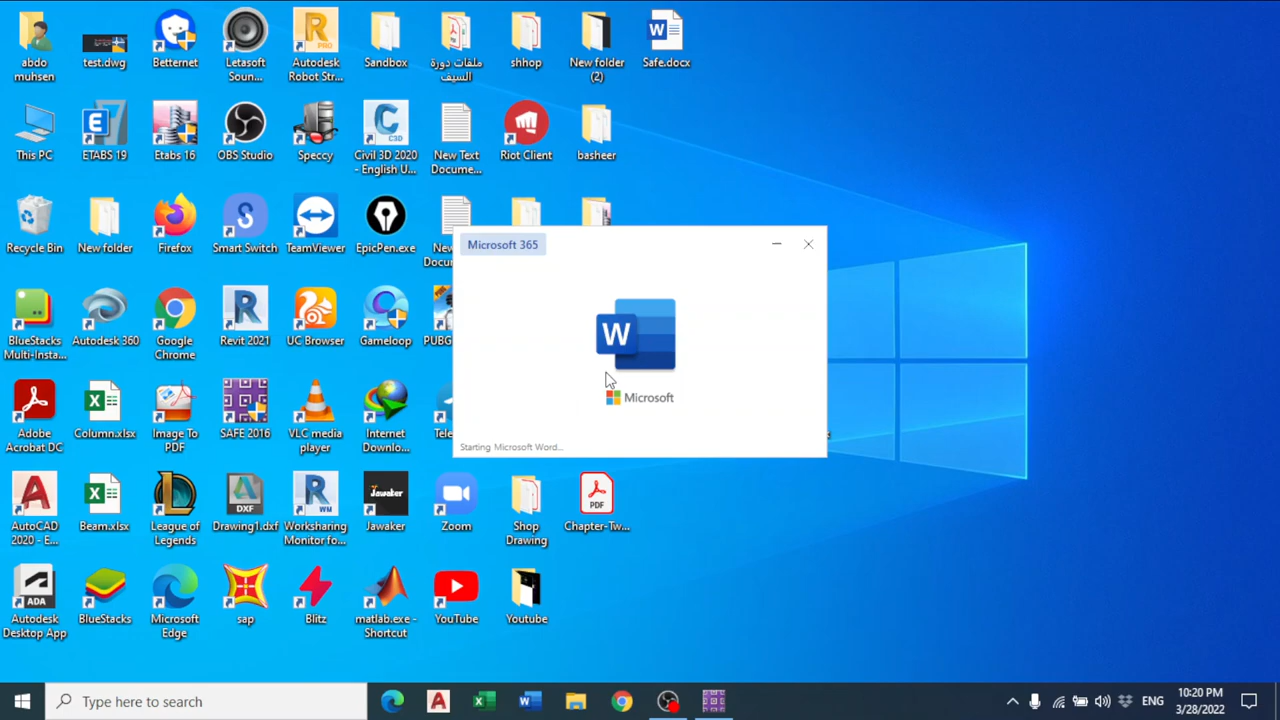 abdo
muhsen
test.dwg
Betternet
Letasoft
Soun...
Autodesk
Robot Str...
Sandbox
ملفات دورة
السيف
shhop
New folder
(2)
Safe.docx
This PC
ETABS 19
Etabs 16
OBS Studio
Speccy
Civil 3D 2020
- English U...
New Text
Docume...
Riot Client
basheer
Recycle Bin
New folder
Firefox
Smart Switch
TeamViewer
EpicPen.exe
New
Docu
Microsoft 365
W
Microsoft
Starting Microsoft Word...
BlueStacks
Multi-Insta...
Autodesk 360
Google
Chrome
Revit 2021
UC Browser
Gameloop
PUBG
Adobe
Acrobat DC
Column.xlsx
Image To
PDF
SAFE 2016
VLC media
player
Internet
Downlo...
Tele
AutoCAD
2020 - E...
Beam.xlsx
League of
Legends
Drawing1.dxf
Worksharing
Monitor fo...
Jawaker
Jawaker
Zoom
Shop
Drawing
PDF
Chapter-Tw...
Autodesk
Desktop App
BlueStacks
Microsoft
Edge
sap
Blitz
matlab.exe -
Shortcut
YouTube
Youtube
Type here to search
ENG
10:20 PM
3/28/2022